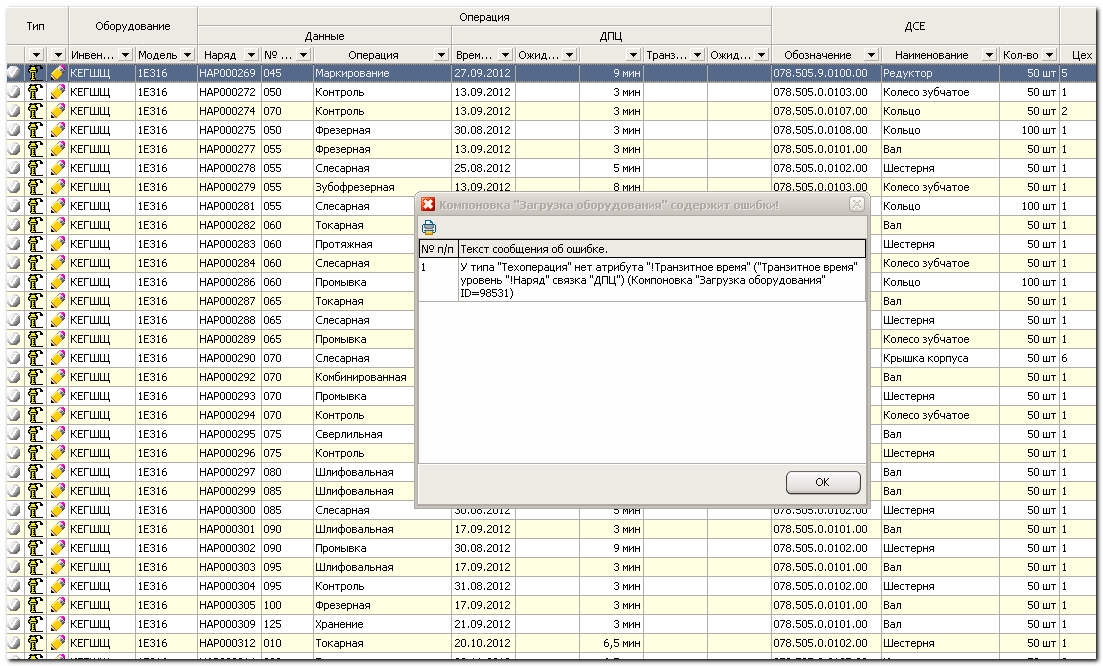 Операция
Тип Оборудование ДСЕ
Данные ДПЦ
Инвен... Модель Наряд № ... Операция Врем... Ожид... Транз... Ожид... Обозначение Наименование Кол-во Цех
КЕГШЩ 1Е316 НАР000269 045 Маркирование 27.09.2012 9 мин 078.505.9.0100.00 Редуктор 50 шт 5
КЕГШЩ 1Е316 НАР000272 050 Контроль 13.09.2012 3 мин 078.505.0.0103.00 Колесо зубчатое 50 шт 1
КЕГШЩ 1Е316 НАР000274 070 Контроль 13.09.2012 3 мин 078.505.0.0107.00 Кольцо 50 шт 2
КЕГШЩ 1Е316 НАР000275 050 Фрезерная 30.08.2012 3 мин 078.505.0.0108.00 Кольцо 100 шт 1
КЕГШЩ 1Е316 НАР000277 055 Фрезерная 13.09.2012 3 мин 078.505.0.0101.00 Вал 50 шт 1
КЕГШЩ 1Е316 НАР000278 055 Слесарная 25.08.2012 5 мин 078.505.0.0102.00 Шестерня 50 шт 1
КЕГШЩ 1Е316 НАР000279 055 Зубофрезерная 13.09.2012 8 мин 078.505.0.0103.00 Колесо зубчатое 50 шт 1
КЕГШЩ 1Е316 НАР000281 055 Слесарная Кольцо 100 шт 1
КЕГШЩ 1Е316 НАР000282 060 Токарная Вал 50 шт 1
КЕГШЩ 1Е316 НАР000283 060 Протяжная Шестерня 50 шт 1
КЕГШЩ 1Е316 НАР000284 060 Слесарная Колесо зубчатое 50 шт 1
КЕГШЩ 1Е316 НАР000286 060 Промывка Кольцо 100 шт 1
КЕГШЩ 1Е316 НАР000287 065 Токарная Вал 50 шт 1
КЕГШЩ 1Е316 НАР000288 065 Слесарная Шестерня 50 шт 1
КЕГШЩ 1Е316 НАР000289 065 Промывка Колесо зубчатое 50 шт 1
КЕГШЩ 1Е316 НАР000290 070 Слесарная Крышка корпуса 50 шт 6
КЕГШЩ 1Е316 НАР000292 070 Комбинированная Вал 50 шт 1
КЕГШЩ 1Е316 НАР000293 070 Промывка Шестерня 50 шт 1
КЕГШЩ 1Е316 НАР000294 070 Контроль Колесо зубчатое 50 шт 1
КЕГШЩ 1Е316 НАР000295 075 Сверлильная Вал 50 шт 1
КЕГШЩ 1Е316 НАР000296 075 Контроль Шестерня 50 шт 1
КЕГШЩ 1Е316 НАР000297 080 Шлифовальная Вал 50 шт 1
КЕГШЩ 1Е316 НАР000299 085 Шлифовальная Вал 50 шт 1
КЕГШЩ 1Е316 НАР000300 085 Слесарная 30.08.2012 5 мин 078.505.0.0102.00 Шестерня 50 шт 1
КЕГШЩ 1Е316 НАР000301 090 Шлифовальная 17.09.2012 3 мин 078.505.0.0101.00 Вал 50 шт 1
КЕГШЩ 1Е316 НАР000302 090 Промывка 30.08.2012 9 мин 078.505.0.0102.00 Шестерня 50 шт 1
КЕГШЩ 1Е316 НАР000303 095 Шлифовальная 17.09.2012 3 мин 078.505.0.0101.00 Вал 50 шт 1
КЕГШЩ 1Е316 НАР000304 095 Контроль 31.08.2012 3 мин 078.505.0.0102.00 Шестерня 50 шт 1
КЕГШЩ 1Е316 НАР000305 100 Фрезерная 17.09.2012 3 мин 078.505.0.0101.00 Вал 50 шт 1
КЕГШЩ 1Е316 НАР000309 125 Хранение 21.09.2012 3 мин 078.505.0.0101.00 Вал 50 шт 1
КЕГШЩ 1Е316 НАР000312 010 Токарная 20.10.2012 6,5 мин 078.505.0.0102.00 Шестерня 50 шт 1
Компоновка "Загрузка оборудования" содержит ошибки!
№ п/п Текст сообщения об ошибке.
1 У типа "Техоперация" нет атрибута "!Транзитное время" ("Транзитное время"
уровень "!Наряд" связка "ДПЦ") (Компоновка "Загрузка оборудования"
ID=98531)
OK